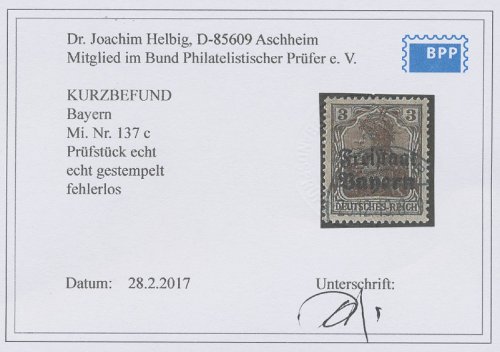 Dr. Joachim Helbig, D-85609 Aschheim
Mitglied im Bund Philatelistischer Prüfer e. V.
BPP
KURZBEFUND
Bayern
Mi. Nr. 137 c
Prüfstück echt
echt gestempelt
fehlerlos
3 3
Freistaat
Bayern
DEUTSCHES REICH
Datum: 28.2.2017
Unterschrift: